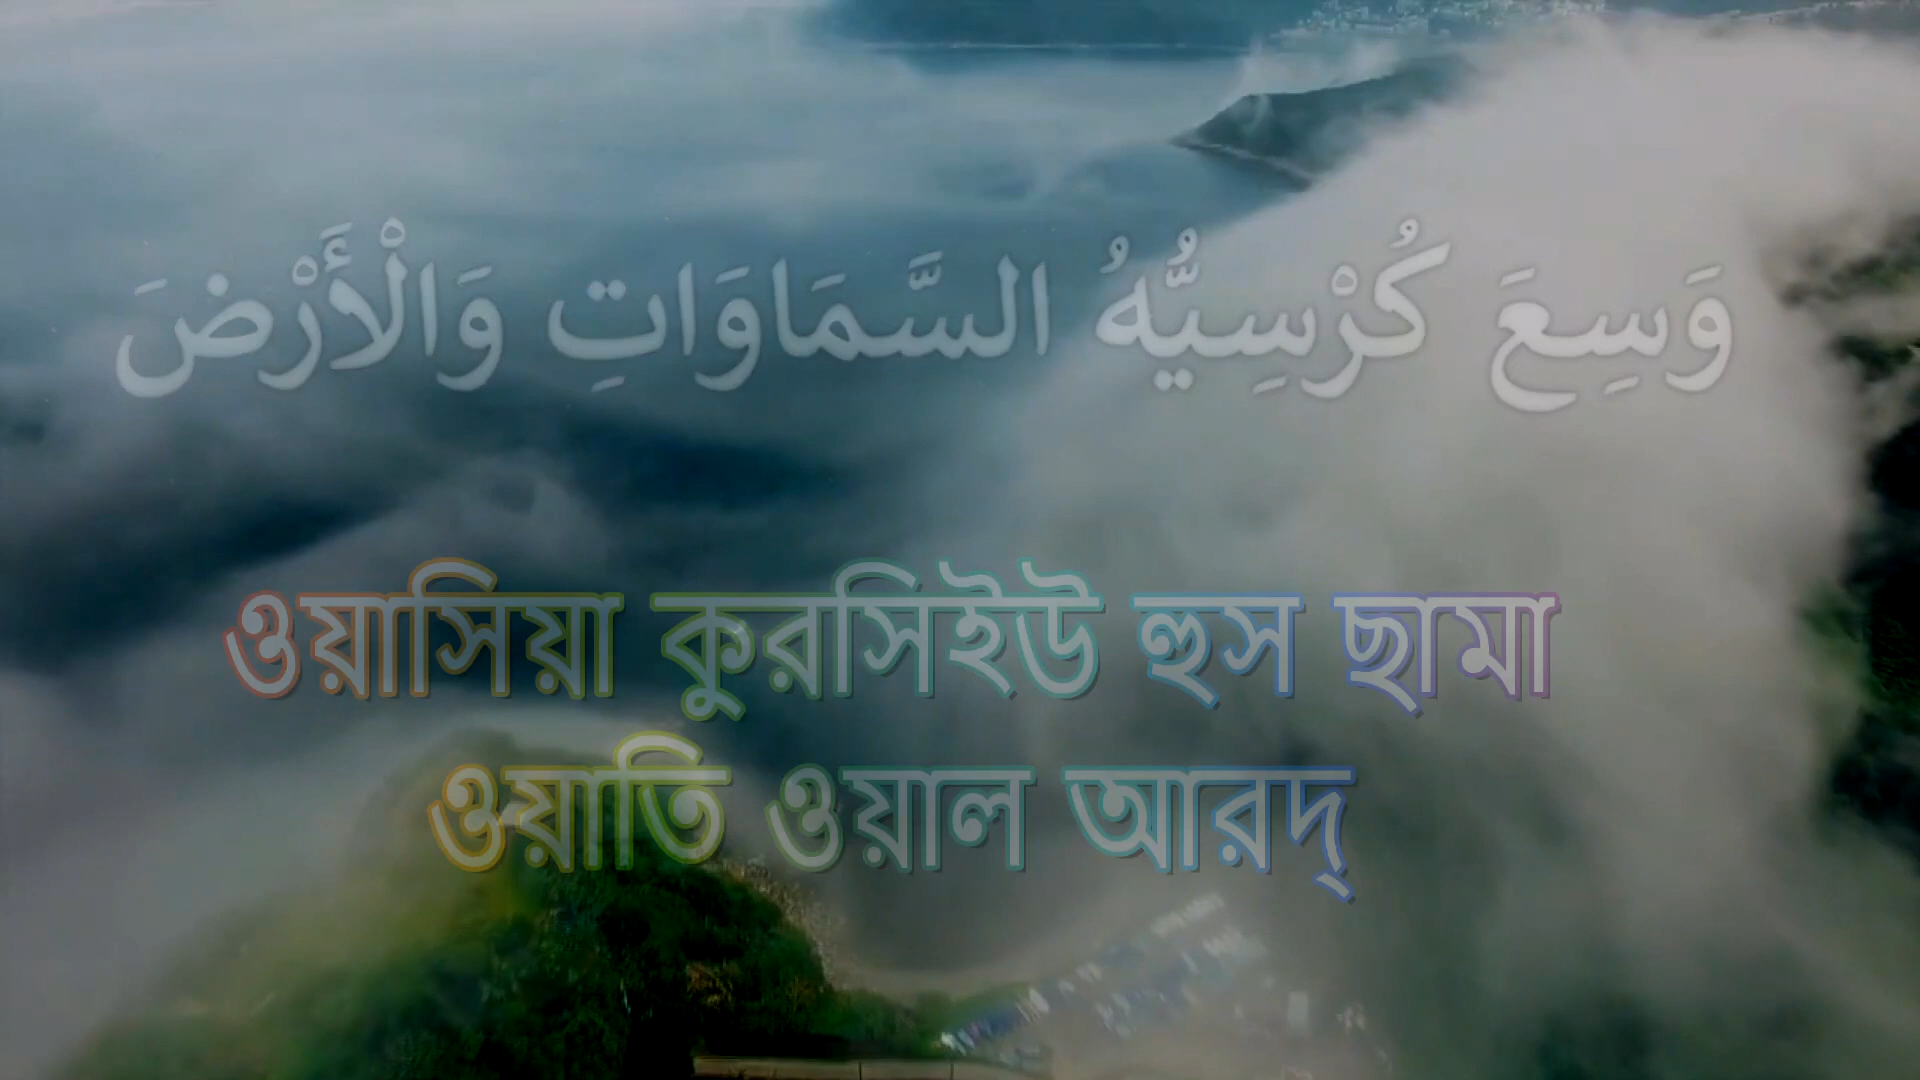 وَسِعَ كُرْسِيُّهُ السَّمَاوَاتِ وَالْأَرْضَ
ওয়াসিয়া কুরসিইউ হুস ছামা
ওয়াতি ওয়াল আরদ্